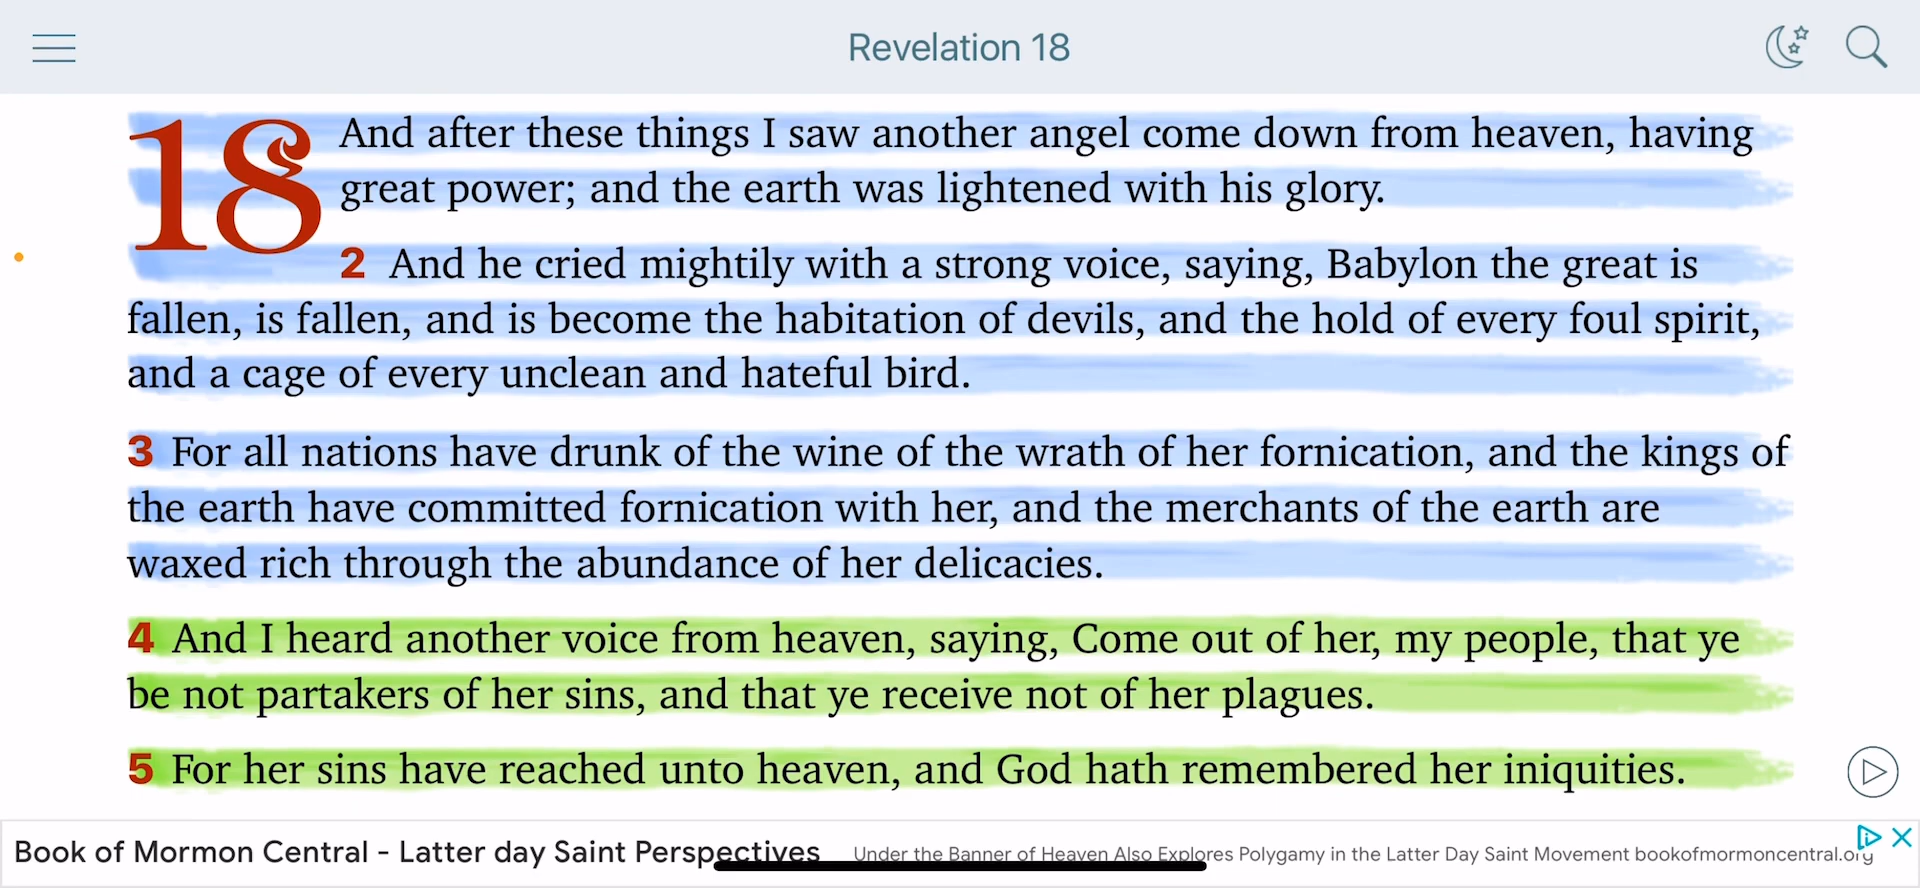 Revelation 18
18 And after these things I saw another angel come down from heaven, having
great power; and the earth was lightened with his glory.
2 And he cried mightily with a strong voice, saying, Babylon the great is
fallen, is fallen, and is become the habitation of devils, and the hold of every foul spirit,
and a cage of every unclean and hateful bird.
3 For all nations have drunk of the wine of the wrath of her fornication, and the kings of
the earth have committed fornication with her, and the merchants of the earth are
waxed rich through the abundance of her delicacies.
4 And I heard another voice from heaven, saying, Come out of her, my people, that ye
be not partakers of her sins, and that ye receive not of her plagues.
5 For her sins have reached unto heaven, and God hath remembered her iniquities.
Book of Mormon Central - Latter day Saint Perspectives Under the Banner of Heaven Also Explores Polygamy in the Latter Day Saint Movement bookofmormoncentral.org